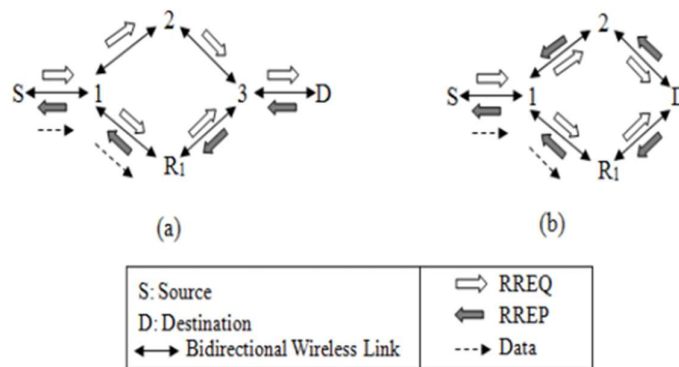 2
S
1
3
D
R1
(a)
2
S
1
D
R1
(b)
S: Source
D: Destination
Bidirectional Wireless Link
RREQ
RREP
Data